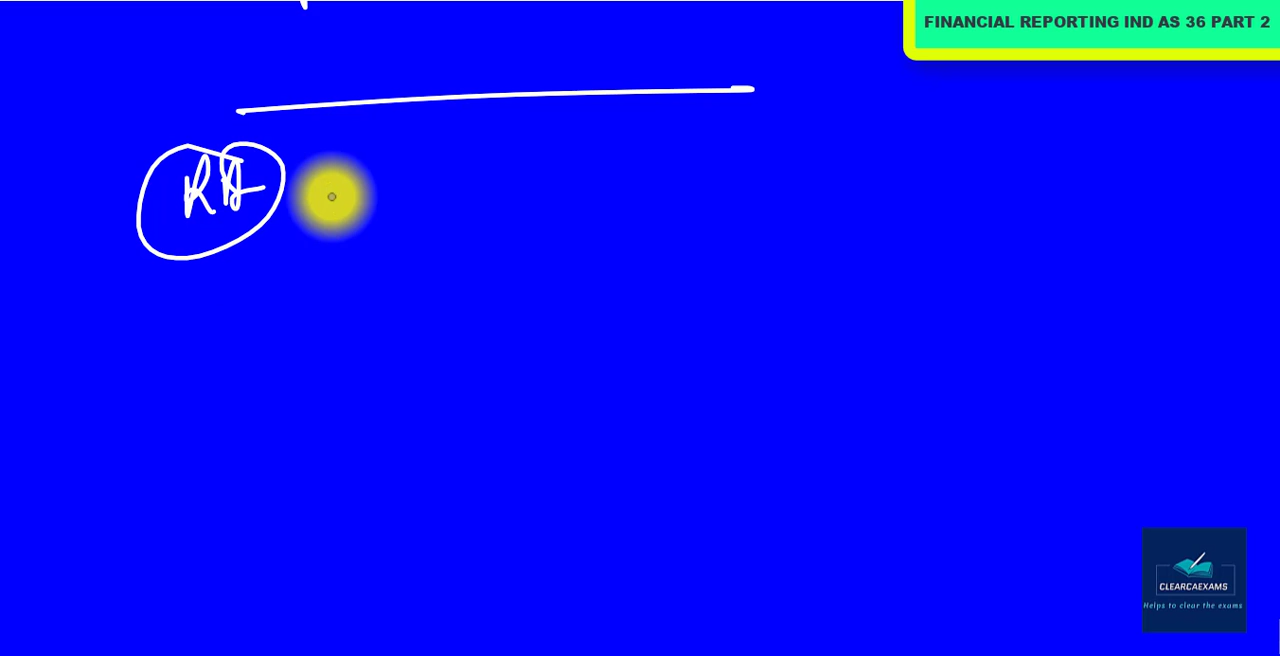 FINANCIAL REPORTING IND AS 36 PART 2
CLEARCAEXAMS
Helps to clear the exams